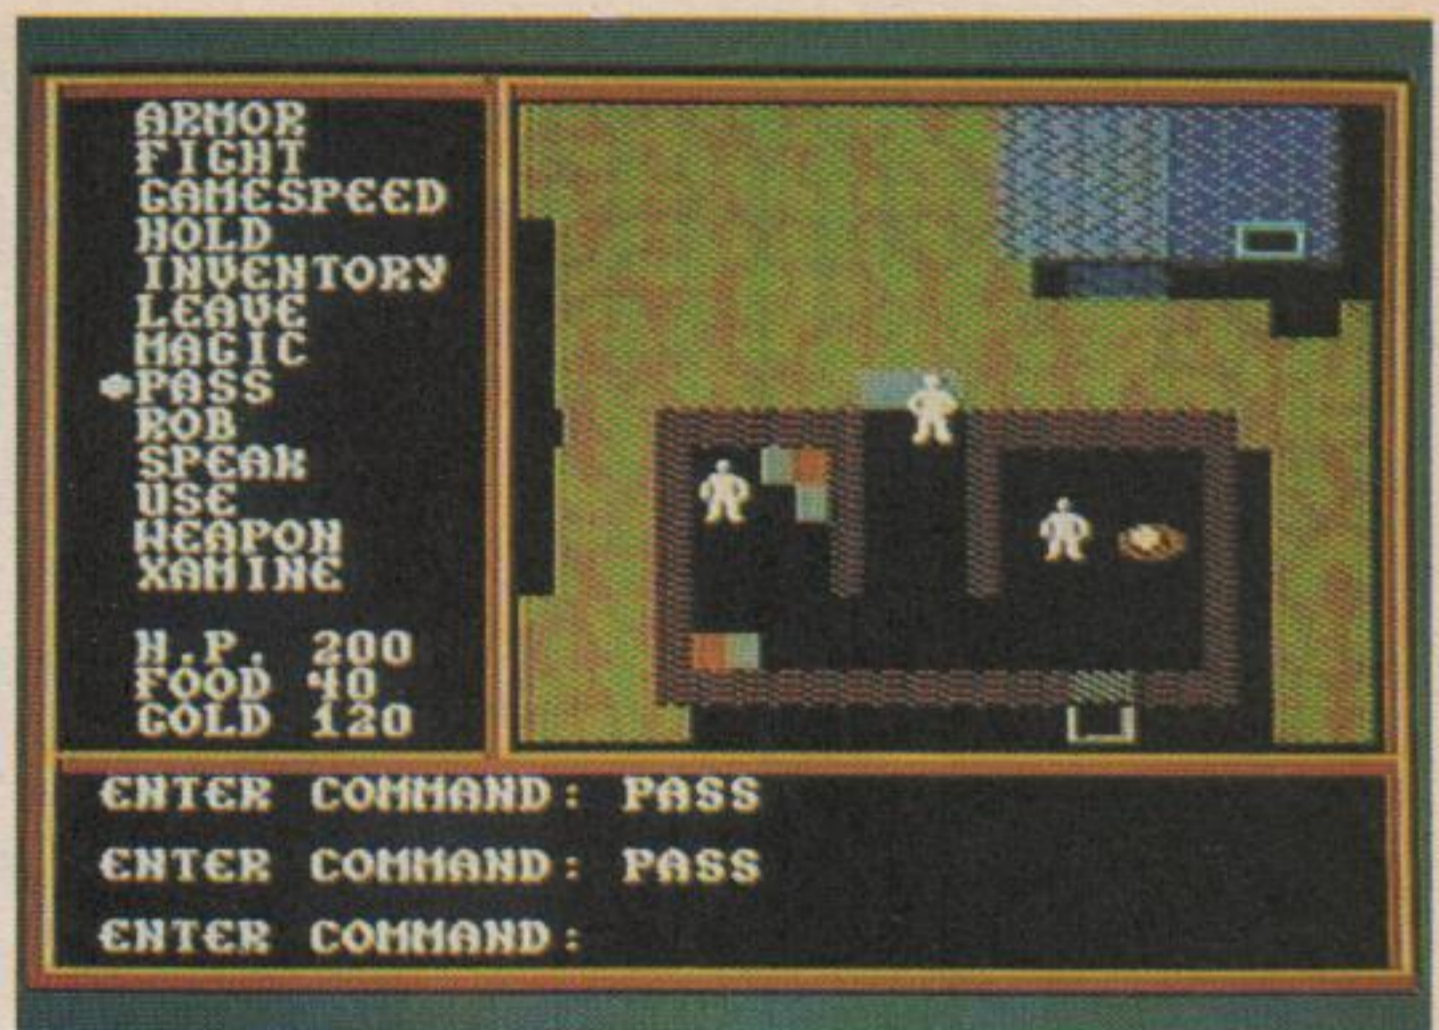 ARMOR
FIGHT
GAMESPEED
HOLD
INVENTORY
LEAVE
MAGIC
PASS
ROB
SPEAK
USE
WEAPON
XAMINE
H.P. 200
FOOD 40
GOLD 120
ENTER COMMAND: PASS
ENTER COMMAND: PASS
ENTER COMMAND: